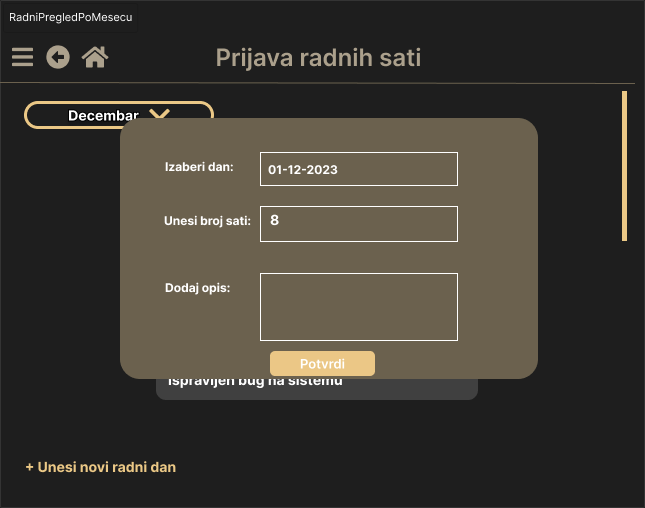 RadniPregledPoMesecu
Prijava radnih sati
Decembar
Izaberi dan: 01-12-2023
Unesi broj sati: 8
Dodaj opis:
Potvrdi
Ispravljen bug na sistemu
+ Unesi novi radni dan